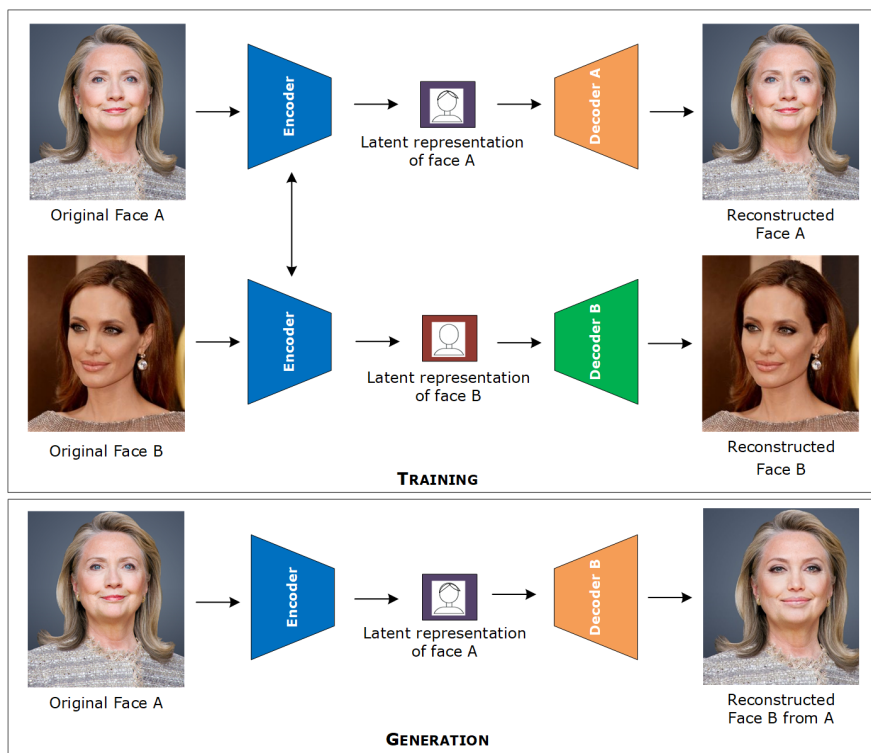 Encoder
Decoder A
Latent representation
of face A
Original Face A
Reconstructed
Face A
Encoder
Decoder B
Latent representation
of face B
Original Face B
Reconstructed
Face B
TRAINING
Encoder
Decoder B
Latent representation
of face A
Original Face A
Reconstructed
Face B from A
GENERATION